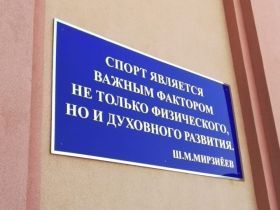 СПОРТ ЯВЛЯЕТСЯ
ВАЖНЫМ ФАКТОРОМ
НЕ ТОЛЬКО ФИЗИЧЕСКОГО,
НО И ДУХОВНОГО РАЗВИТИЯ.
Ш.М.МИРЗИЁЕВ